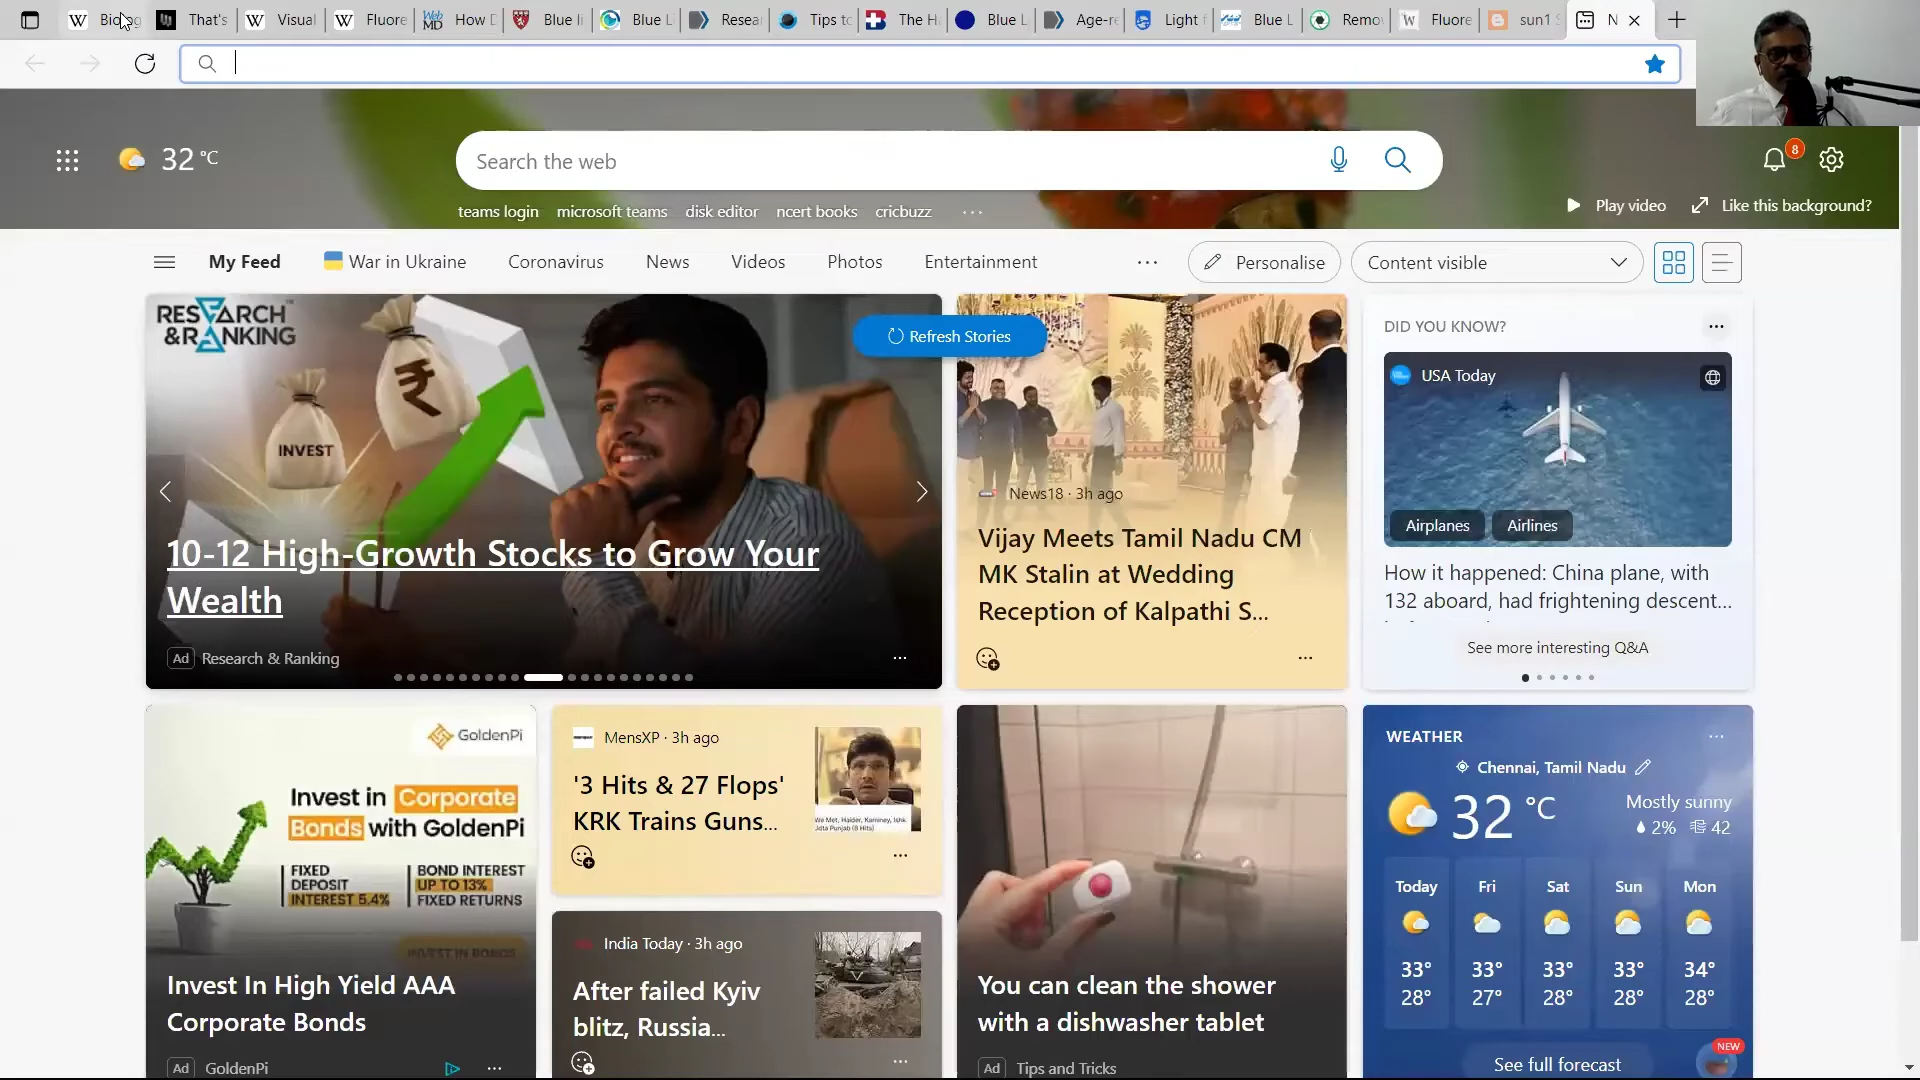 That's
Visual
Fluore
WebMD
How D
Blue li
Blue Li
Resea
Tips to
The H
Blue L
Age-re
Light f
Blue L
Remo
Fluore
sun1 S
N
32 °C
Search the web
8
teams login microsoft teams disk editor ncert books cricbuzz ...
Play video
Like this background?
My Feed War in Ukraine Coronavirus News Videos Photos Entertainment
Personalise
Content visible
RESEARCH
& RANKING
INVEST
₹
10-12 High-Growth Stocks to Grow Your
Wealth
Ad Research & Ranking
Refresh Stories
News18 · 3h ago
Vijay Meets Tamil Nadu CM
MK Stalin at Wedding
Reception of Kalpathi S...
DID YOU KNOW?
USA Today
Airplanes Airlines
How it happened: China plane, with
132 aboard, had frightening descent...
See more interesting Q&A
GoldenPi
Invest in Corporate
Bonds with GoldenPi
FIXED
DEPOSIT
INTEREST 5.4%
BOND INTEREST
UP TO 13%
FIXED RETURNS
INVEST IN BONDS
Invest In High Yield AAA
Corporate Bonds
Ad GoldenPi
MensXP · 3h ago
'3 Hits & 27 Flops'
KRK Trains Guns...
India Today · 3h ago
After failed Kyiv
blitz, Russia...
You can clean the shower
with a dishwasher tablet
Ad Tips and Tricks
WEATHER
Chennai, Tamil Nadu
32 °C
Mostly sunny
2% 42
Today Fri Sat Sun Mon
33° 33° 33° 33° 34°
28° 27° 28° 28° 28°
See full forecast
NEW